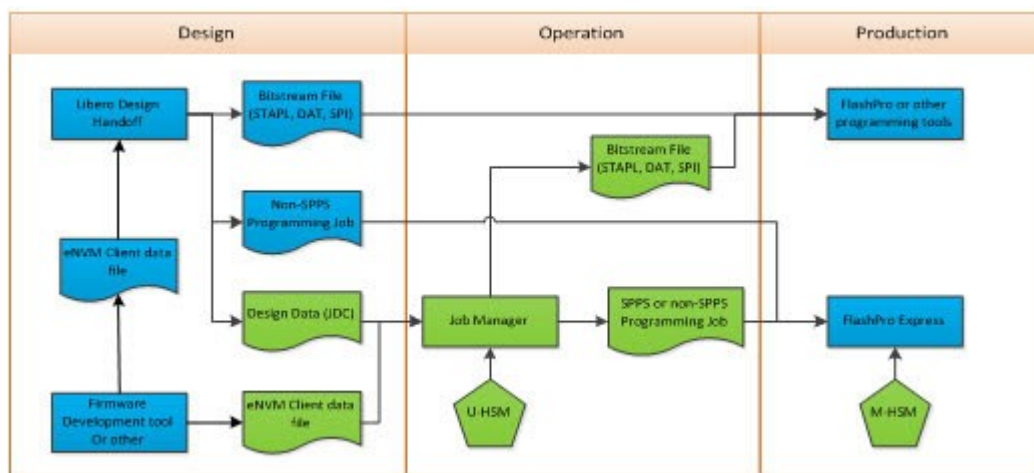 Design
Operation
Production
Libero Design
Handoff
Bitstream File
(STAPL, DAT, SPI)
FlashPro or other
programming tools
Bitstream File
(STAPL, DAT, SPI)
Non-SPPS
Programming Job
eNVM Client data
file
Design Data (JDC)
Job Manager
SPPS or non-SPPS
Programming Job
FlashPro Express
Firmware
Development tool
Or other
eNVM Client data
file
U-HSM
M-HSM